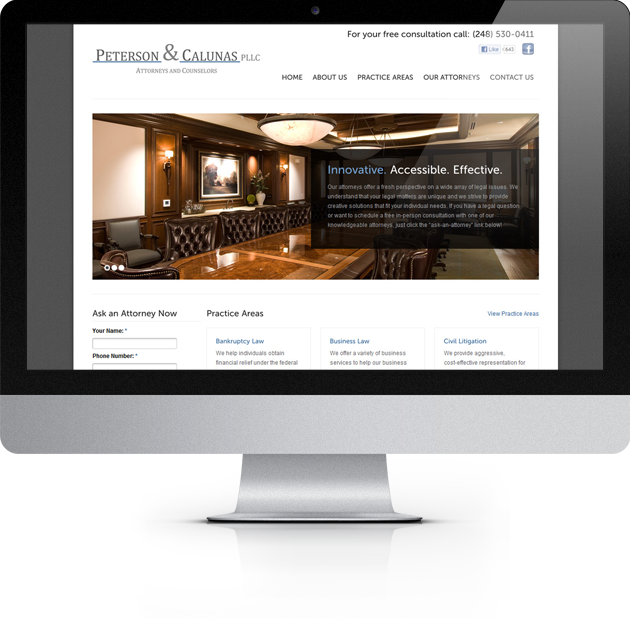 For your free consultation call: (248) 530-0411
PETERSON & CALUNAS PLLC
ATTORNEYS AND COUNSELORS
Like 642
HOME ABOUT US PRACTICE AREAS OUR ATTORNEYS CONTACT US
Innovative. Accessible. Effective.
Our attorneys offer a fresh perspective on a wide array of legal issues. We
understand that your legal matters are unique and we strive to provide
creative solutions that fit your individual needs. If you have a legal question
or want to schedule a free in-person consultation with one of our
knowledgeable attorneys, just click the "ask-an-attorney" link below!
Ask an Attorney Now
Practice Areas
View Practice Areas
Your Name: *
Phone Number: *
Bankruptcy Law
We help individuals obtain
financial relief under the federal
Business Law
We offer a variety of business
services to help our business
Civil Litigation
We provide aggressive,
cost-effective representation for